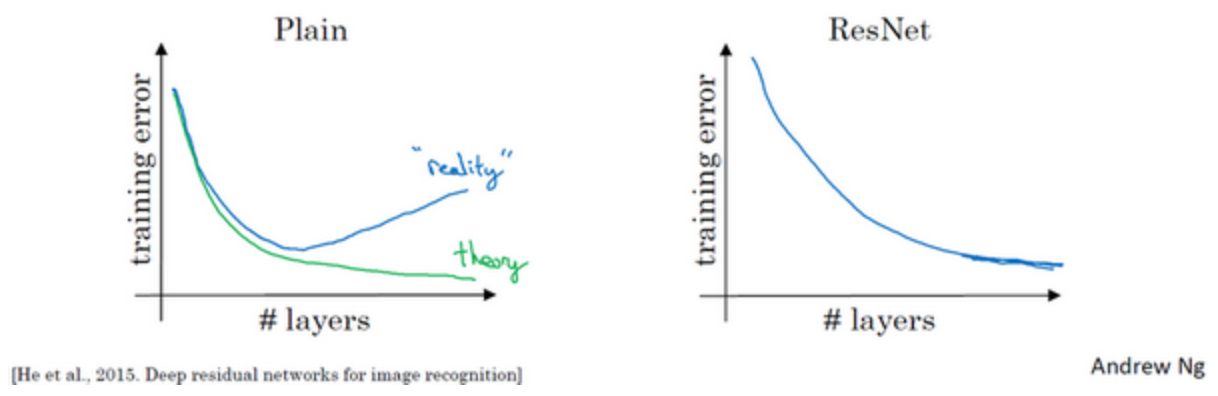 Plain
training error
"reality"
theory
# layers
ResNet
training error
# layers
[He et al., 2015. Deep residual networks for image recognition]
Andrew Ng